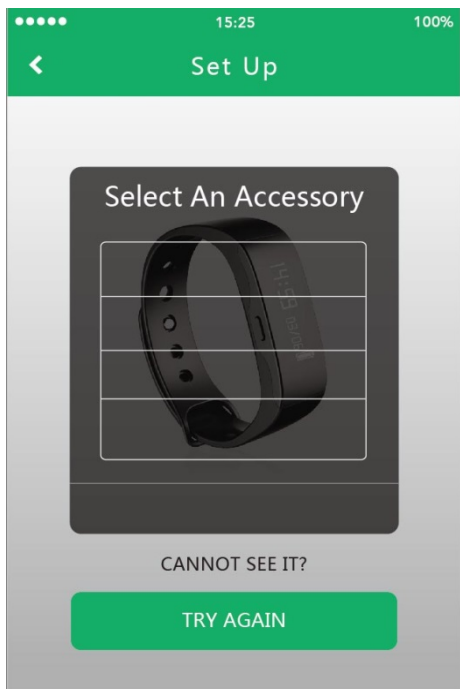 15:25
100%
Set Up
Select An Accessory
CANNOT SEE IT?
TRY AGAIN